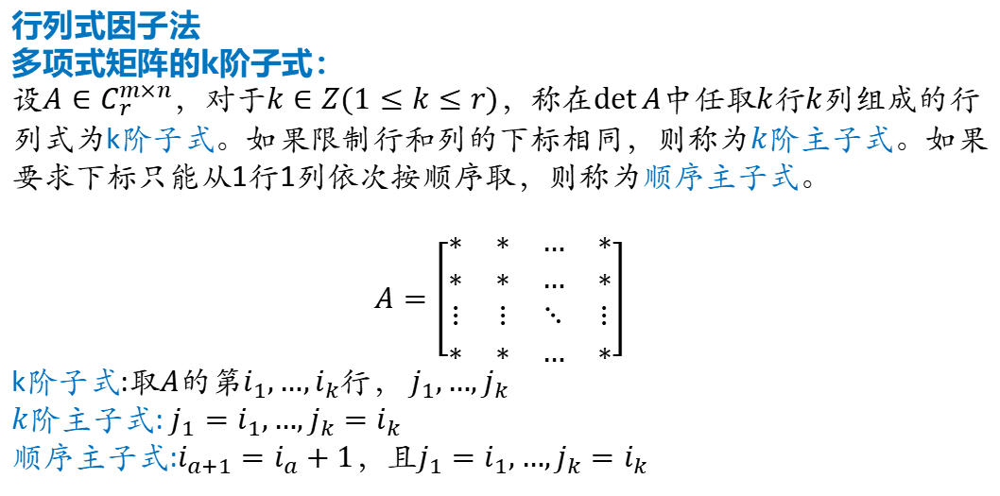 行列式因子法
多项式矩阵的k阶子式：
设$A \in C_r^{m \times n}$，对于$k \in Z(1 \le k \le r)$，称在$\det A$中任取$k$行$k$列组成的行
列式为k阶子式。如果限制行和列的下标相同，则称为$k$阶主子式。如果
要求下标只能从1行1列依次按顺序取，则称为顺序主子式。
$A = \begin{bmatrix} * & * & \dots & * \\ * & * & \dots & * \\ \vdots & \vdots & \ddots & \vdots \\ * & * & \dots & * \end{bmatrix}$
k阶子式:取$A$的第$i_1, \dots, i_k$行， $j_1, \dots, j_k$
$k$阶主子式: $j_1 = i_1, \dots, j_k = i_k$
顺序主子式:$i_{a+1} = i_a + 1$，且$j_1 = i_1, \dots, j_k = i_k$